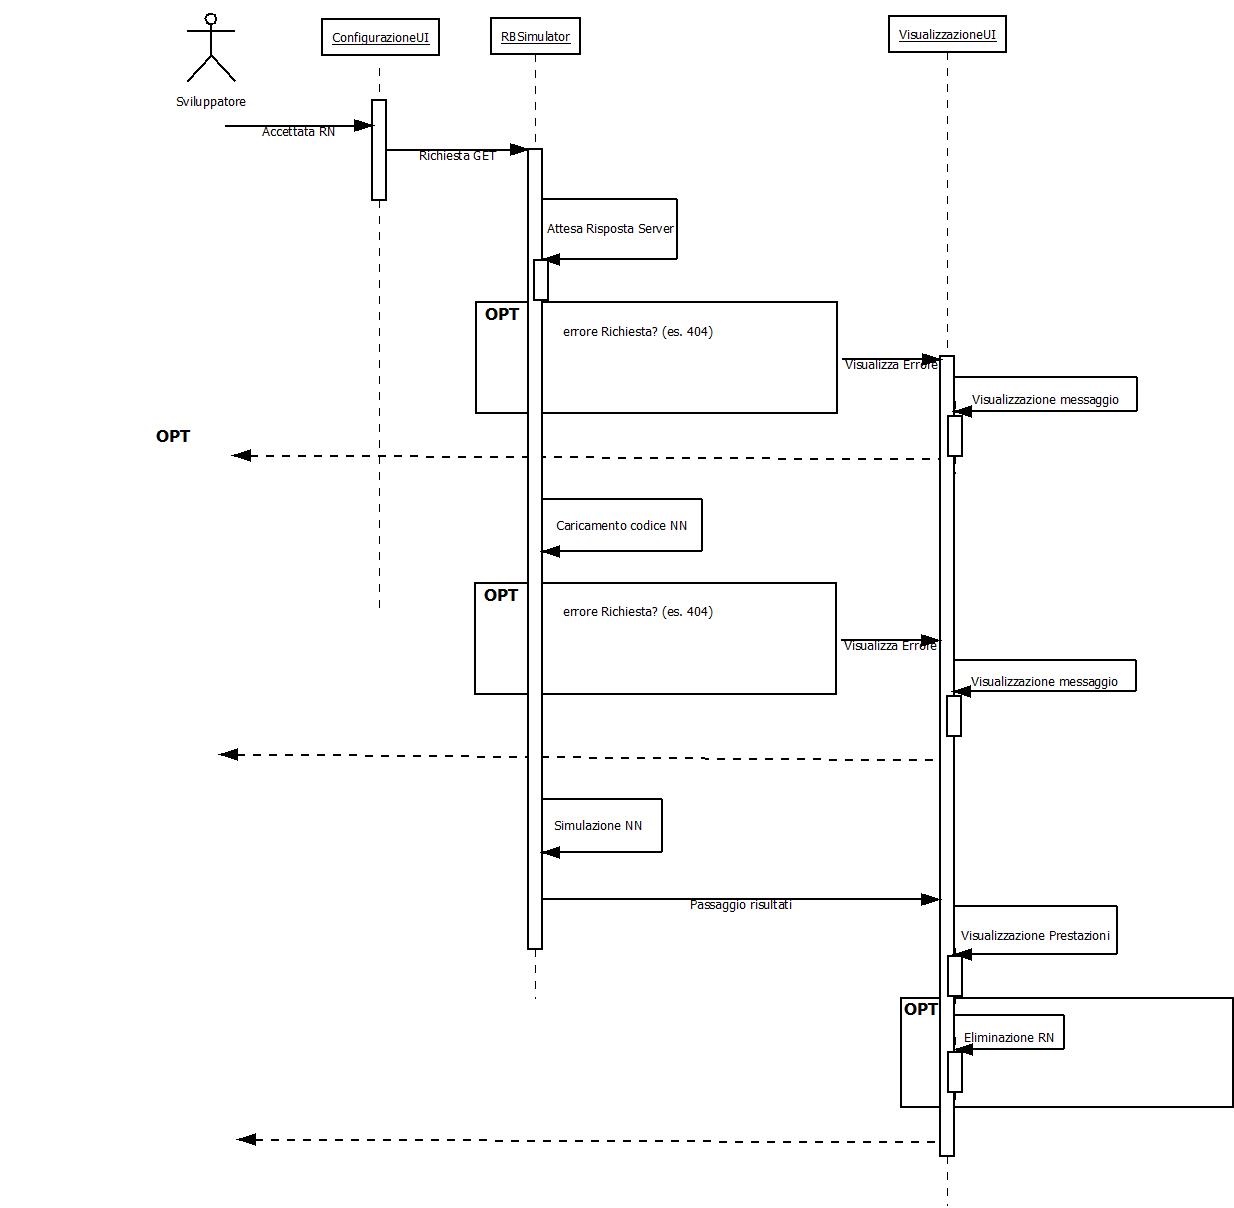 ConfigurazioneUI
RBSimulator
VisualizzazioneUI
Sviluppatore
Accettata RN
Richiesta GET
Attesa Risposta Server
OPT
errore Richiesta? (es. 404)
Visualizza Errore
Visualizzazione messaggio
OPT
Caricamento codice NN
OPT
errore Richiesta? (es. 404)
Visualizza Errore
Visualizzazione messaggio
Simulazione NN
Passaggio risultati
Visualizzazione Prestazioni
OPT
Eliminazione RN